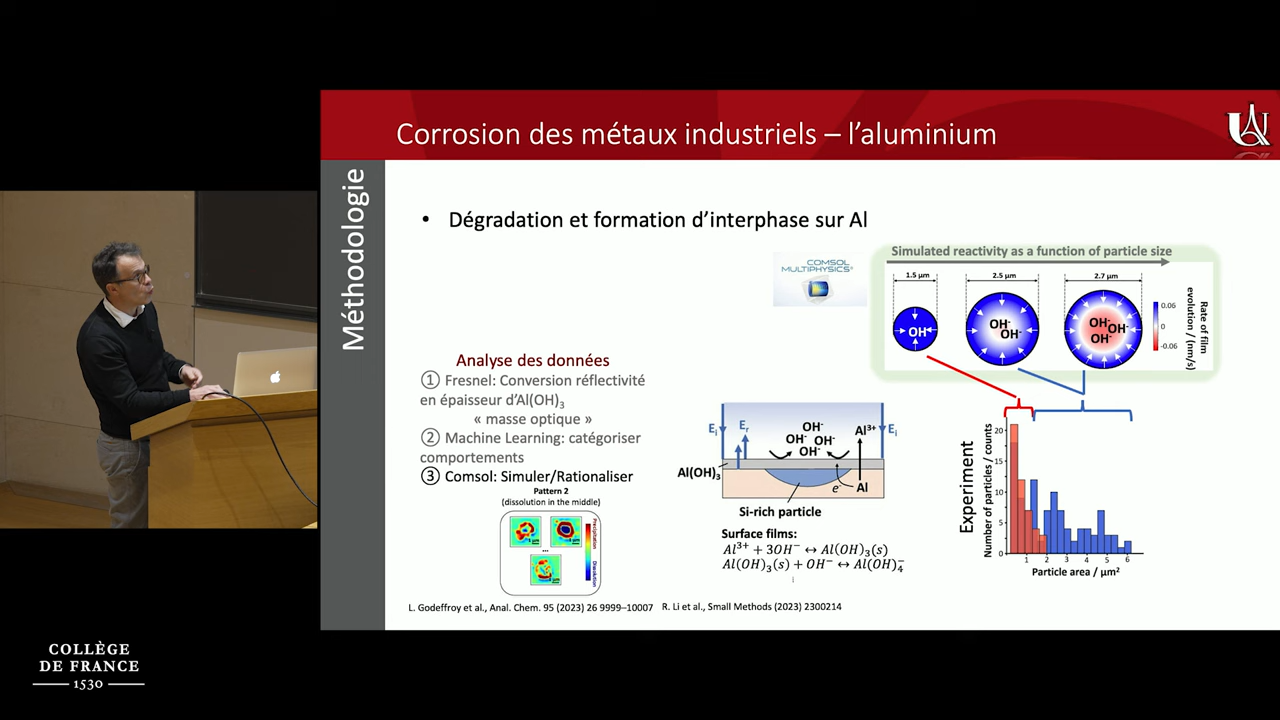 Corrosion des métaux industriels – l’aluminium
Méthodologie
• Dégradation et formation d’interphase sur Al
COMSOL
MULTIPHYSICS®
Simulated reactivity as a function of particle size
1.5 µm
2.5 µm
2.7 µm
OH-
OH-
OH-
OH-
OH-
OH-
0.06
0
-0.06
Rate of film
evolution / (nm/s)
Analyse des données
① Fresnel: Conversion réflectivité
en épaisseur d’Al(OH)₃
« masse optique »
② Machine Learning: catégoriser
comportements
③ Comsol: Simuler/Rationaliser
Pattern 2
(dissolution in the middle)
Precipitation
Dissolution
Eᵢ
Eᵣ
OH-
OH-
OH-
OH-
Al³⁺
Eᵢ
Al(OH)₃
e⁻
Al
Si-rich particle
Surface films:
Al³⁺ + 3OH⁻ ↔ Al(OH)₃(s)
Al(OH)₃(s) + OH⁻ ↔ Al(OH)₄⁻
Experiment
Number of particles / counts
20
15
10
5
0
1 2 3 4 5 6
Particle area / µm²
L. Godeffroy et al., Anal. Chem. 95 (2023) 26 9999–10007 R. Li et al., Small Methods (2023) 2300214
COLLÈGE
DE FRANCE
1530